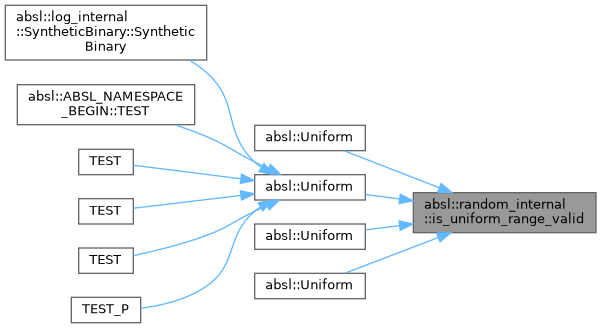 absl::log_internal
::SyntheticBinary::Synthetic
Binary
absl::ABSL_NAMESPACE
_BEGIN::TEST
TEST
TEST
TEST
TEST_P
absl::Uniform
absl::Uniform
absl::Uniform
absl::Uniform
absl::random_internal
::is_uniform_range_valid